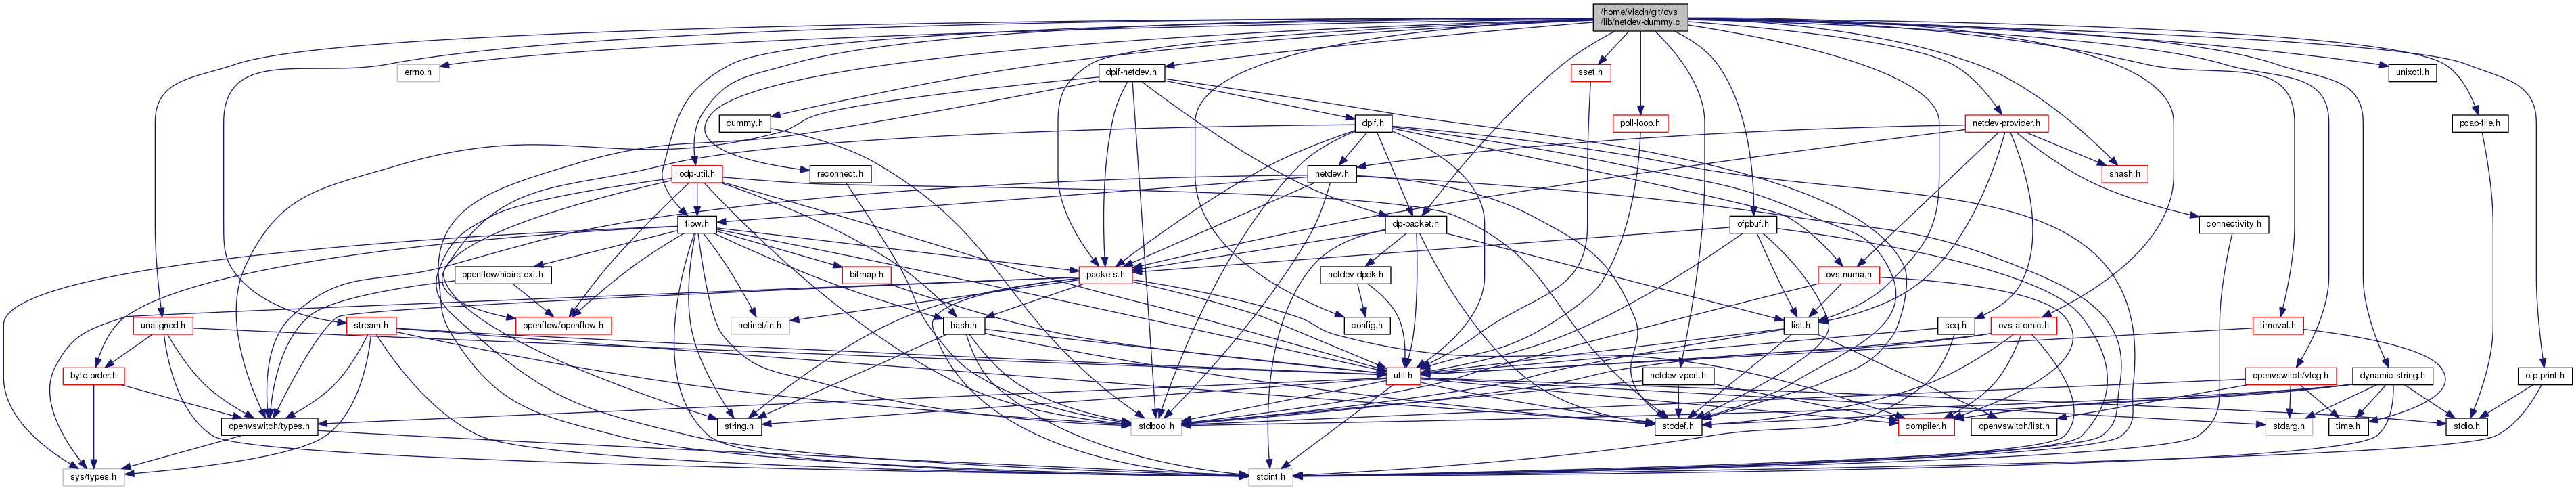 /home/vladn/git/ovs
/lib/netdev-dummy.c
errno.h
dpif-netdev.h
sset.h
unixctl.h
dummy.h
dpif.h
poll-loop.h
netdev-provider.h
pcap-file.h
odp-util.h
reconnect.h
netdev.h
shash.h
flow.h
dp-packet.h
ofpbuf.h
connectivity.h
openflow/nicira-ext.h
bitmap.h
packets.h
netdev-dpdk.h
ovs-numa.h
unaligned.h
stream.h
openflow/openflow.h
netinet/in.h
hash.h
config.h
list.h
seq.h
ovs-atomic.h
timeval.h
byte-order.h
util.h
netdev-vport.h
openvswitch/vlog.h
dynamic-string.h
ofp-print.h
openvswitch/types.h
string.h
stdbool.h
stddef.h
compiler.h
openvswitch/list.h
stdarg.h
time.h
stdio.h
sys/types.h
stdint.h